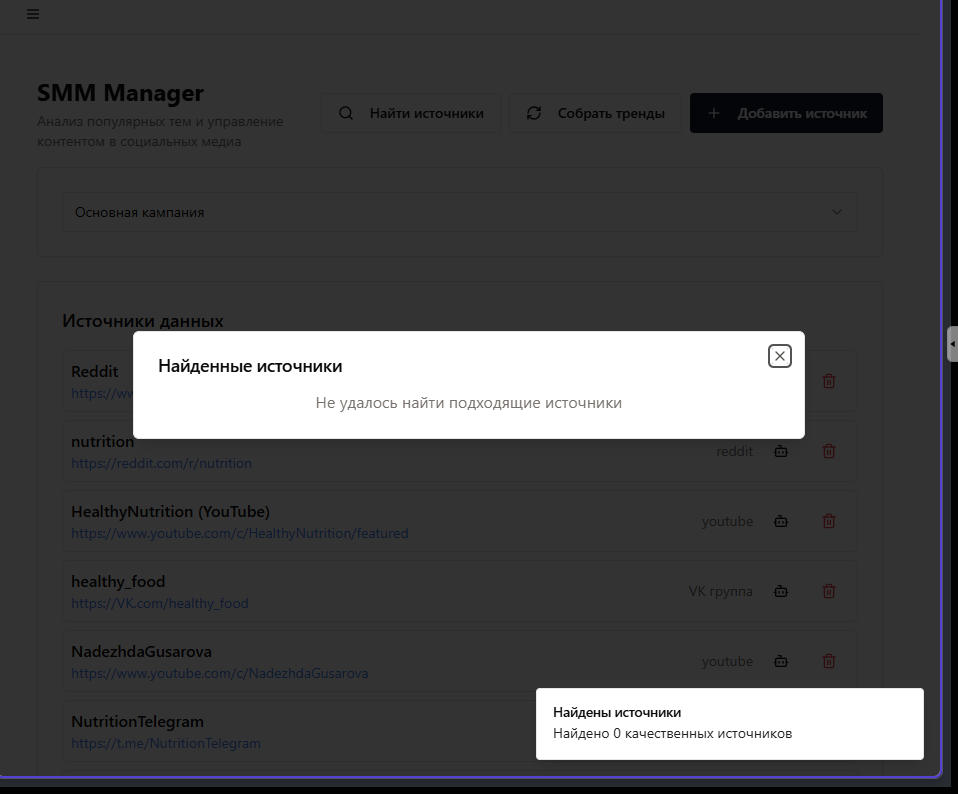 SMM Manager
Анализ популярных тем и управление
контентом в социальных медиа
Найти источники
Собрать тренды
Добавить источник
Основная кампания
Источники данных
Reddit
https://ww
Найденные источники
Не удалось найти подходящие источники
nutrition
https://reddit.com/r/nutrition
reddit
HealthyNutrition (YouTube)
https://www.youtube.com/c/HealthyNutrition/featured
youtube
healthy_food
https://VK.com/healthy_food
VK группа
NadezhdaGusarova
https://www.youtube.com/c/NadezhdaGusarova
youtube
NutritionTelegram
https://t.me/NutritionTelegram
Найдены источники
Найдено 0 качественных источников